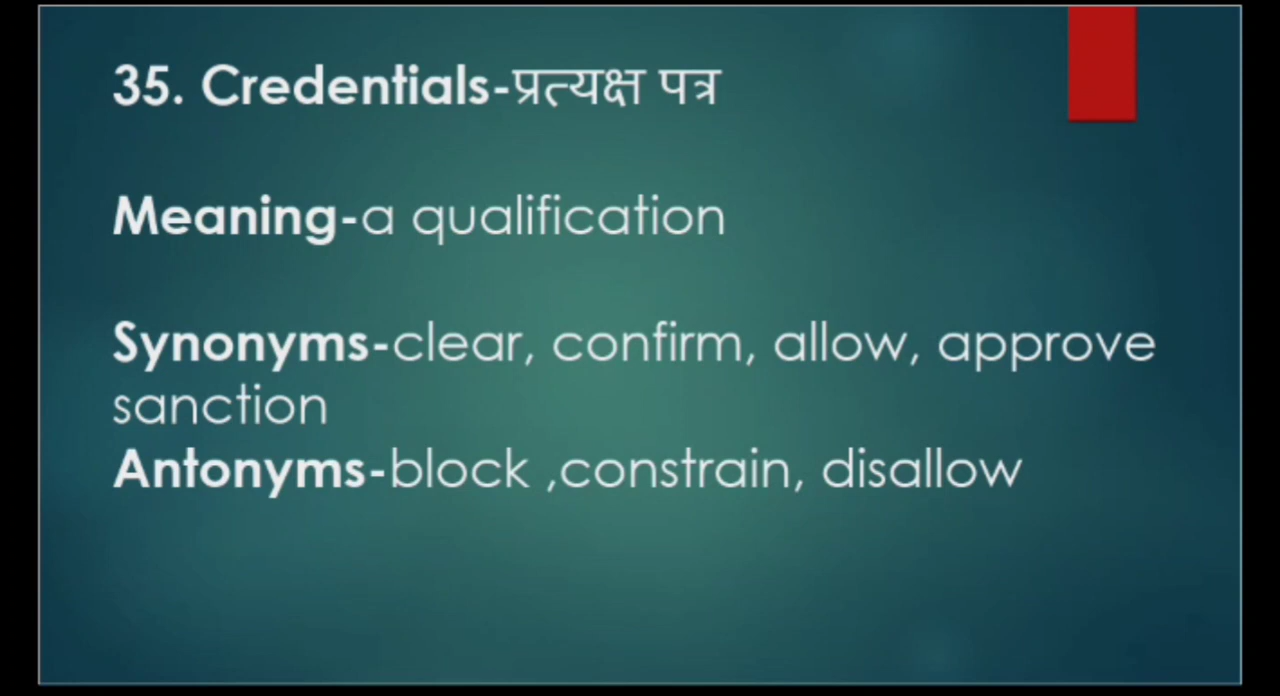 35. Credentials-प्रत्यक्ष पत्र
Meaning-a qualification
Synonyms-clear, confirm, allow, approve
sanction
Antonyms-block ,constrain, disallow